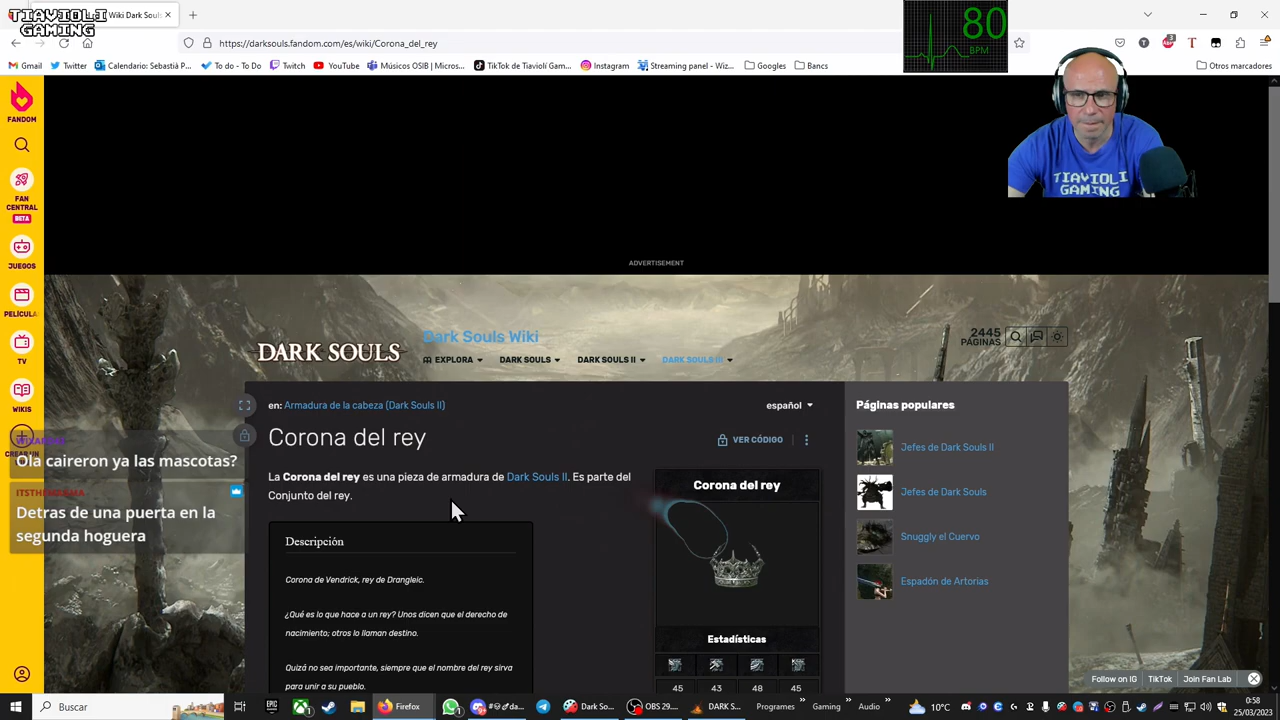 TIAVIOLI
GAMING
Wiki Dark Souls
https://darksouls.fandom.com/es/wiki/Corona_del_rey
80
BPM
Gmail
Twitter
Calendario: Sebastià P...
To do –
Twitch
YouTube
Músicos OSIB | Micros...
TikTok de Tiavioli Gam...
Instagram
Streaming panel - Wiz...
Googles
Bancs
Otros marcadores
FANDOM
FAN
CENTRAL
BETA
JUEGOS
PELÍCULA
TV
WIKIS
TIAVIOLI
GAMING
ADVERTISEMENT
DARK SOULS
Dark Souls Wiki
EXPLORA
DARK SOULS
DARK SOULS II
DARK SOULS III
2445
PÁGINAS
en: Armadura de la cabeza (Dark Souls II)
español
Corona del rey
VER CÓDIGO
La Corona del rey es una pieza de armadura de Dark Souls II. Es parte del
Conjunto del rey.
Descripción
Corona de Vendrick, rey de Drangleic.
¿Qué es lo que hace a un rey? Unos dicen que el derecho de
nacimiento; otros lo llaman destino.
Quizá no sea importante, siempre que el nombre del rey sirva
para unir a su pueblo.
Corona del rey
Estadísticas
45 43 48 45
Páginas populares
Jefes de Dark Souls II
Jefes de Dark Souls
Snuggly el Cuervo
Espadón de Artorias
Ola caireron ya las mascotas?
Detras de una puerta en la
segunda hoguera
Follow on IG
TikTok
Join Fan Lab
Buscar
Firefox
Dark So...
OBS 29....
DARK S...
Programes
Gaming
Audio
10°C
0:58
25/03/2023